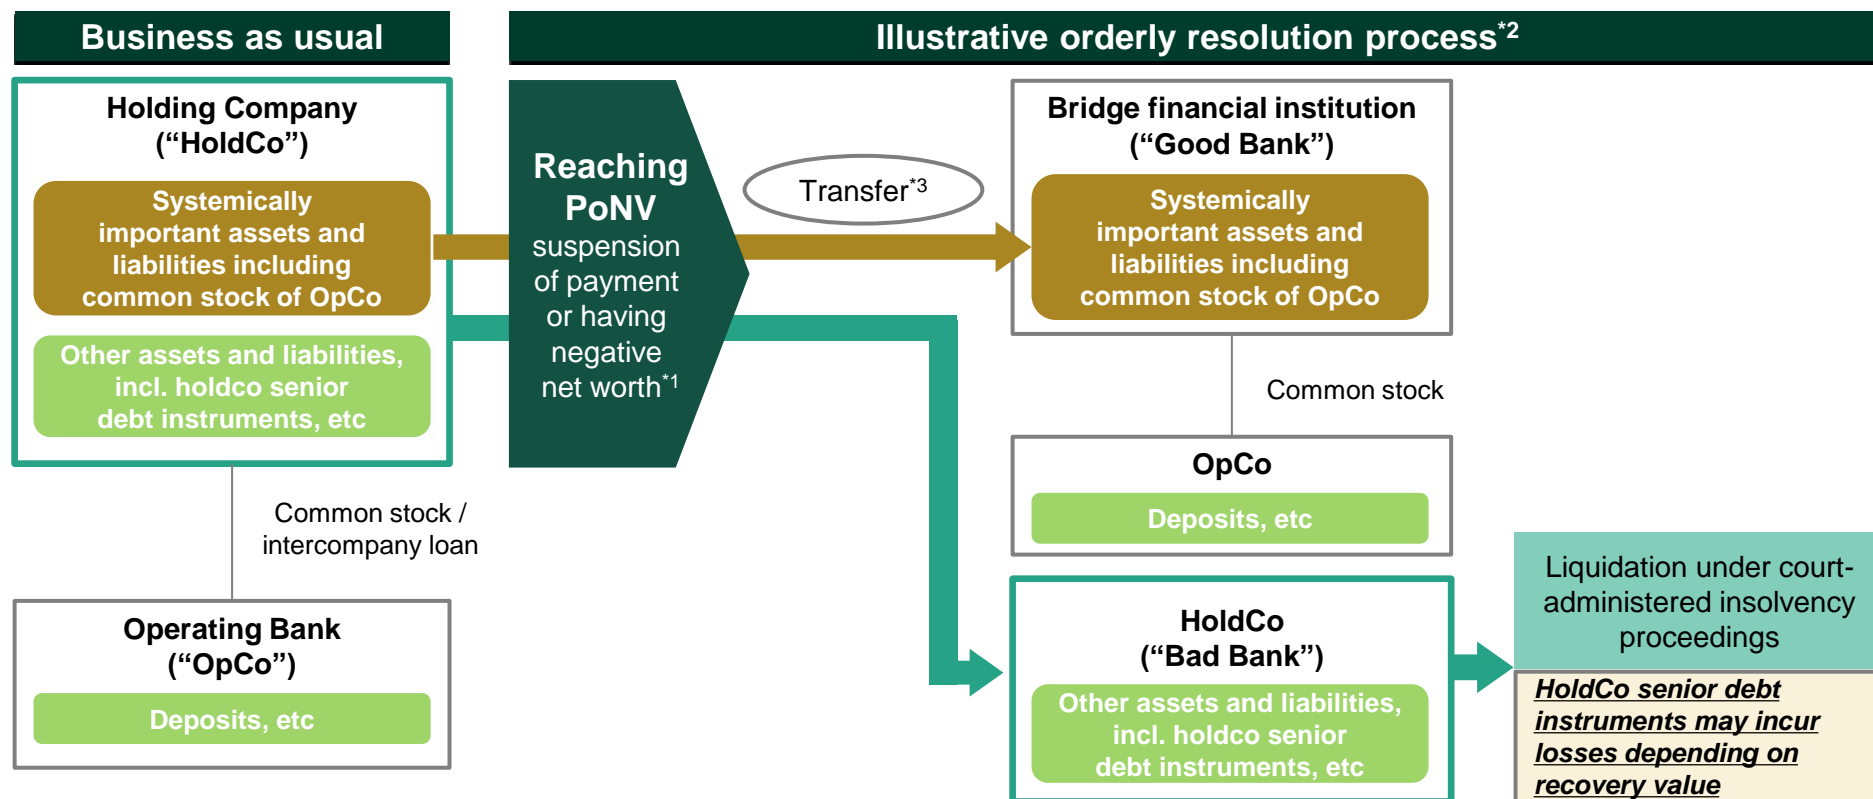 Business as usual
Illustrative orderly resolution process*2
Holding Company
(“HoldCo”)
Systemically
important assets and
liabilities including
common stock of OpCo
Other assets and liabilities,
incl. holdco senior
debt instruments, etc
Common stock /
intercompany loan
Operating Bank
(“OpCo”)
Deposits, etc
Reaching
PoNV
suspension
of payment
or having
negative
net worth*1
Transfer*3
Bridge financial institution
(“Good Bank”)
Systemically
important assets and
liabilities including
common stock of OpCo
Common stock
OpCo
Deposits, etc
HoldCo
(“Bad Bank”)
Other assets and liabilities,
incl. holdco senior
debt instruments, etc
Liquidation under court-
administered insolvency
proceedings
HoldCo senior debt
instruments may incur
losses depending on
recovery value